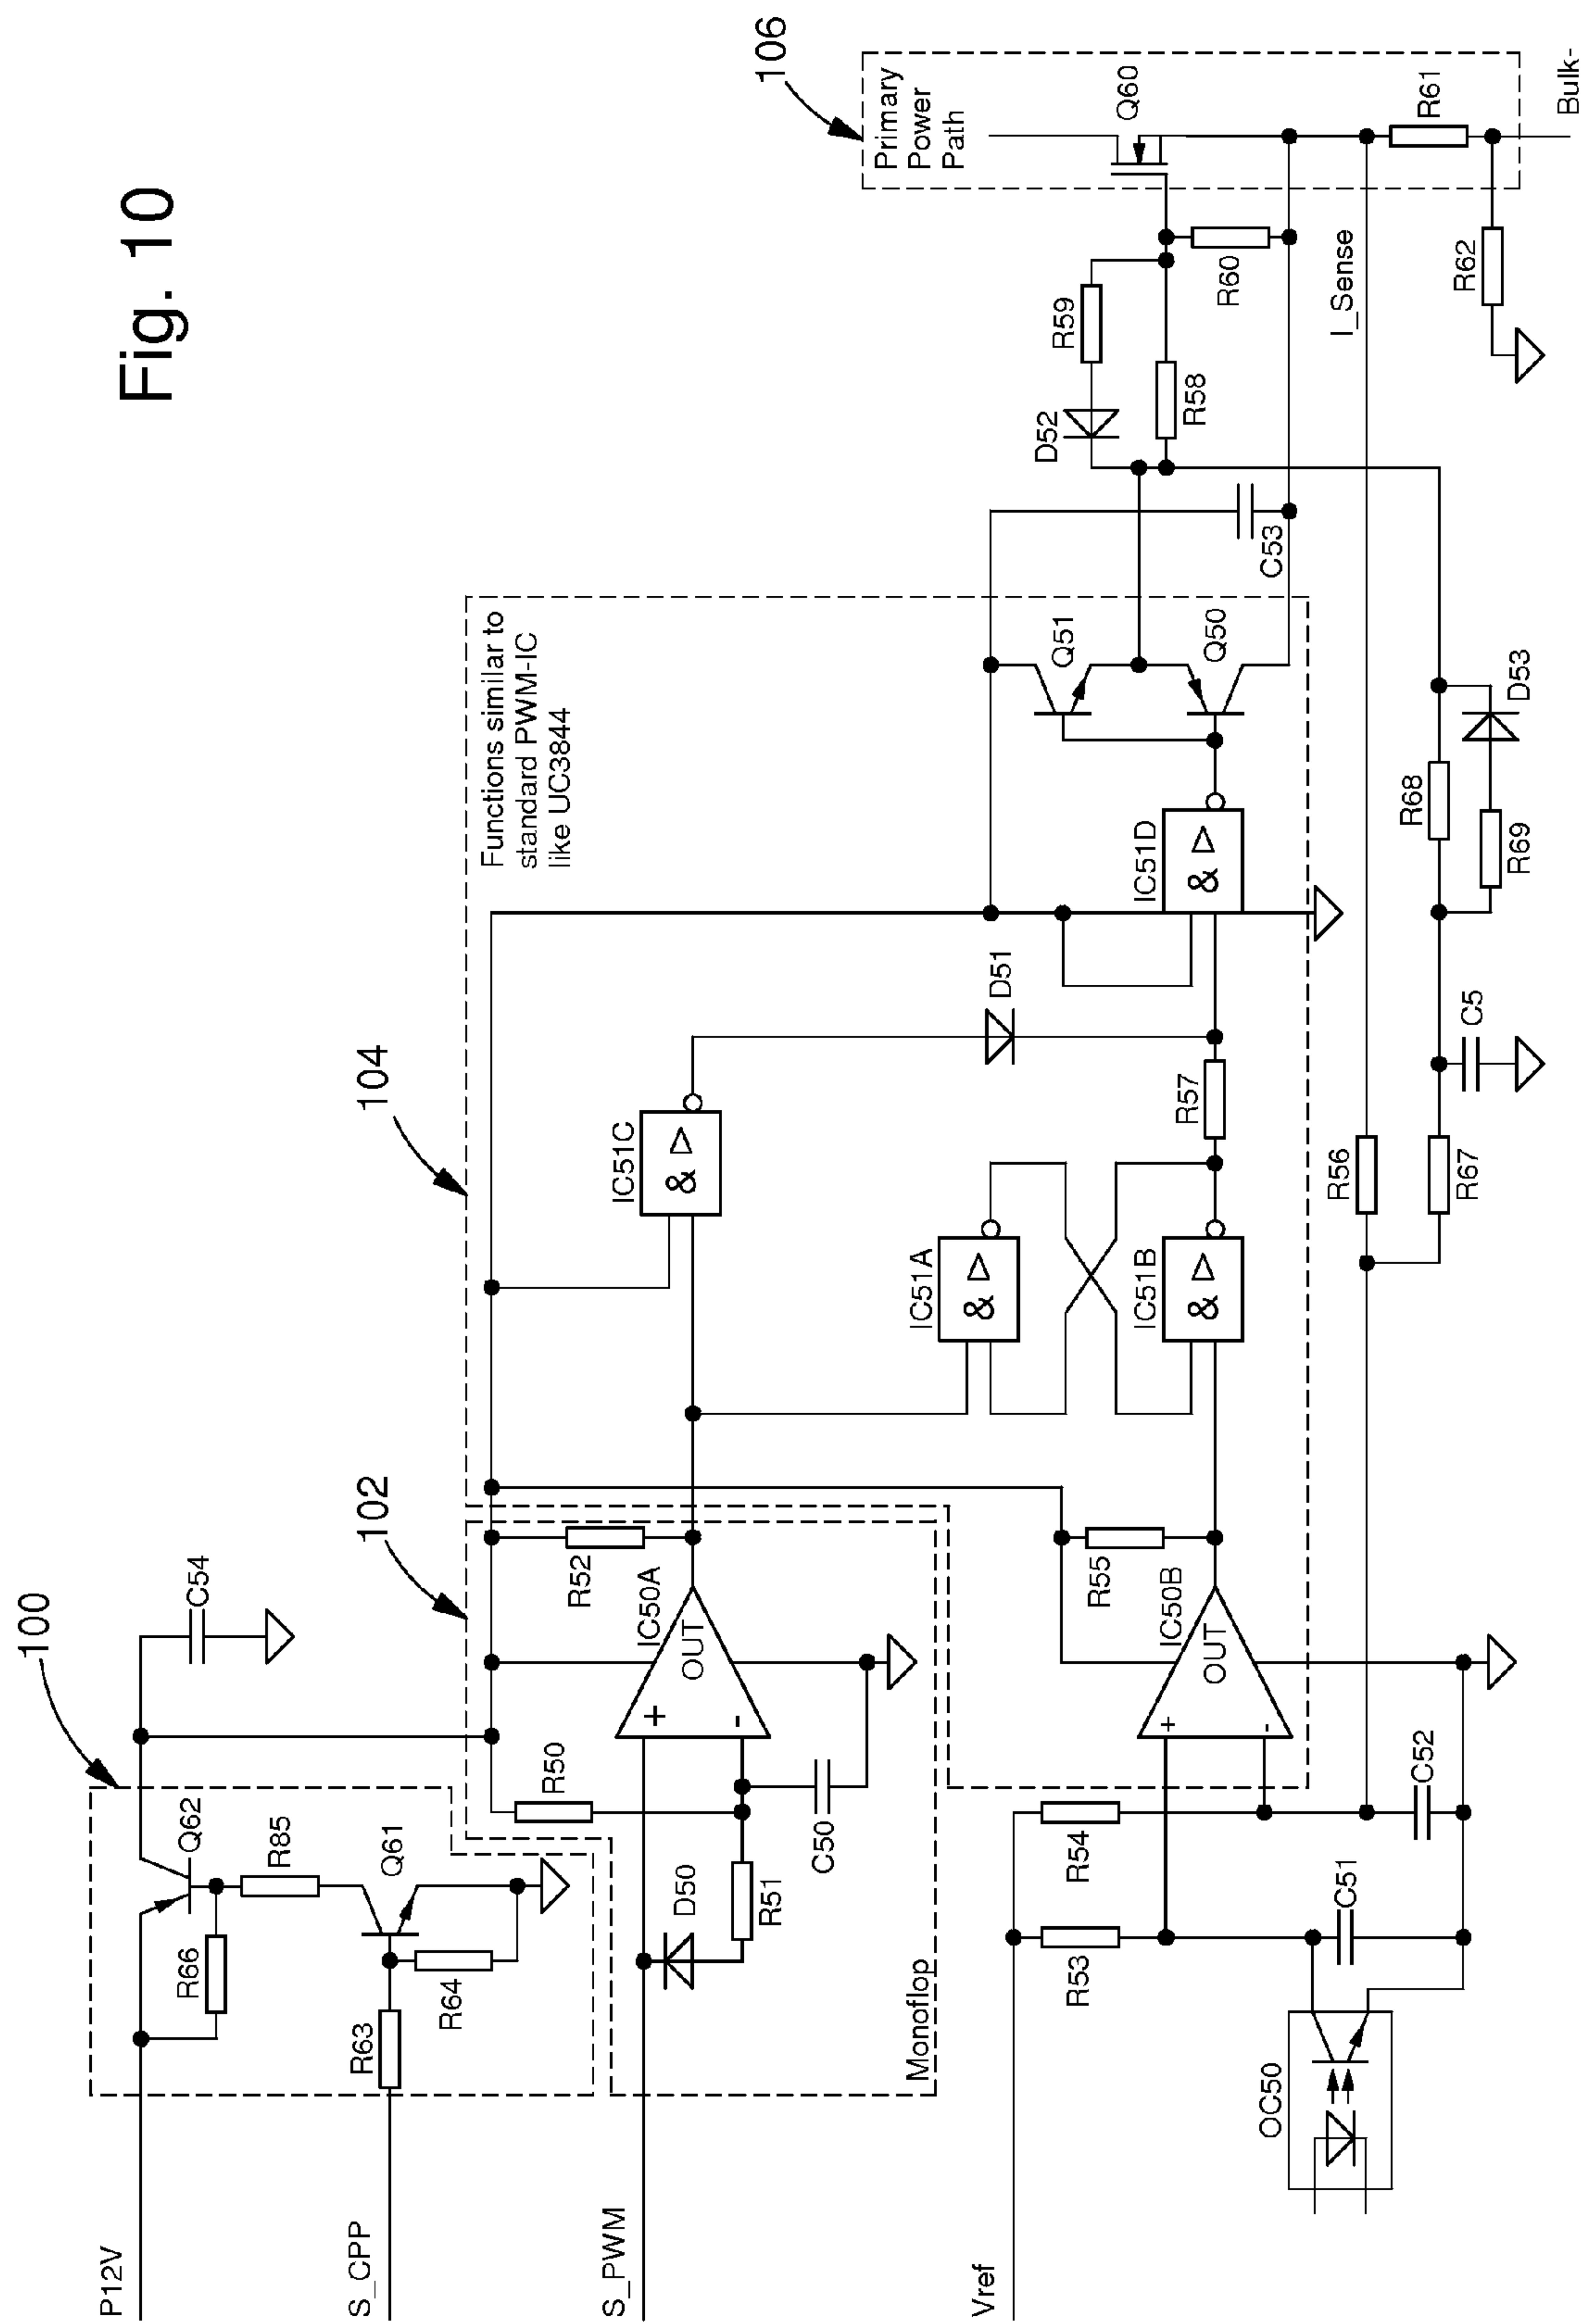 Fig. 10
100
102
104
106
P12V
S_CPP
S_PWM
Vref
R66
Q62
R85
R63
R64
Q61
C54
D50
R51
R50
C50
+
-
IC50A
OUT
R52
Monoflop
IC51C
& Δ
Functions similar to
standard PWM-IC
like UC3844
IC51A
& Δ
IC51B
& Δ
D51
R57
IC51D
& Δ
Q51
Q50
C53
D52
R59
R58
R60
Primary
Power
Path
Q60
R61
Bulk-
R62
I_Sense
OC50
R53
R54
C51
C52
+
-
IC50B
OUT
R55
R56
R67
C5
R68
R69
D53